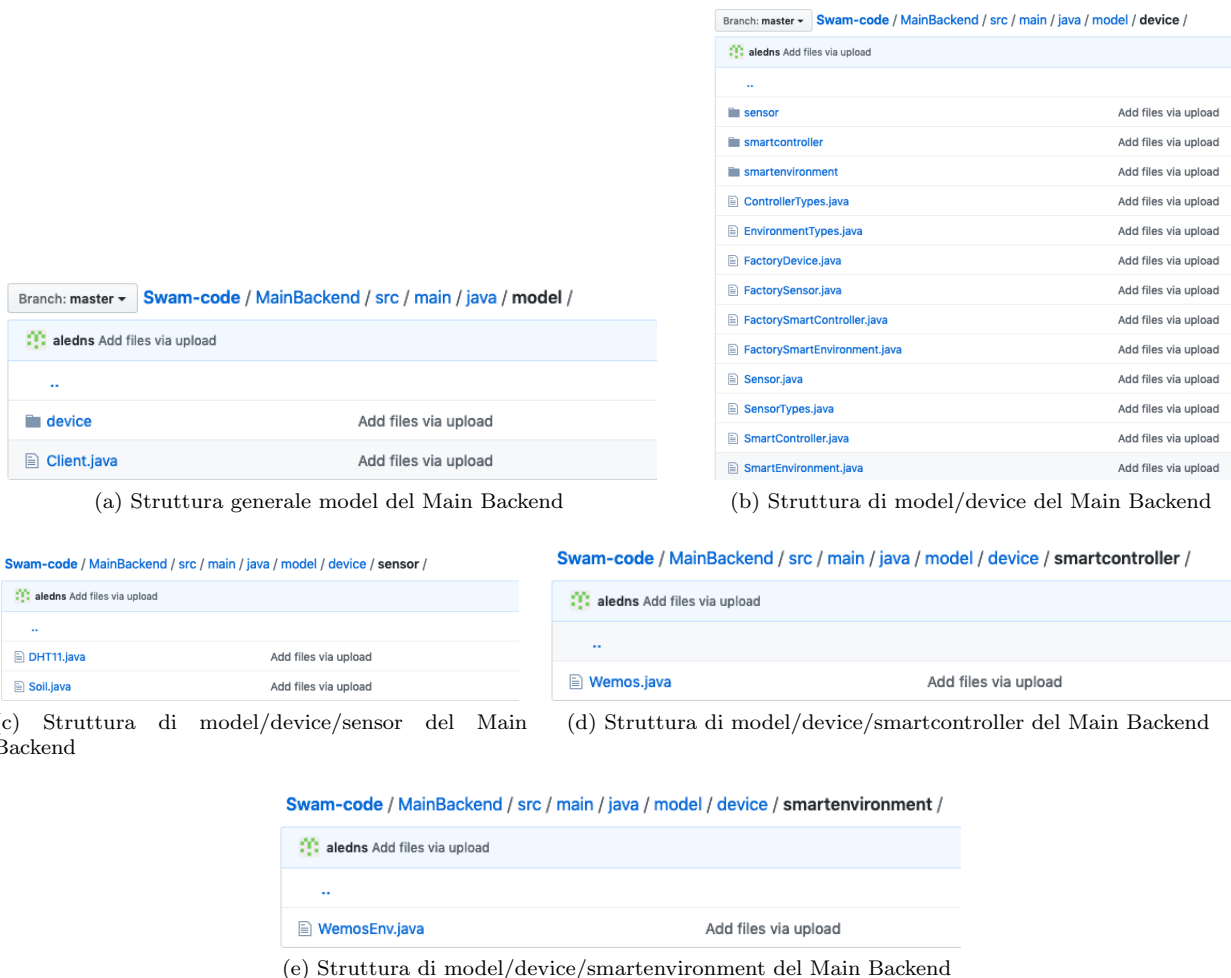 Branch: master Swam-code / MainBackend / src / main / java / model /
aledns Add files via upload
..
device Add files via upload
Client.java Add files via upload
(a) Struttura generale model del Main Backend
Branch: master Swam-code / MainBackend / src / main / java / model / device /
aledns Add files via upload
..
sensor Add files via upload
smartcontroller Add files via upload
smartenvironment Add files via upload
ControllerTypes.java Add files via upload
EnvironmentTypes.java Add files via upload
FactoryDevice.java Add files via upload
FactorySensor.java Add files via upload
FactorySmartController.java Add files via upload
FactorySmartEnvironment.java Add files via upload
Sensor.java Add files via upload
SensorTypes.java Add files via upload
SmartController.java Add files via upload
SmartEnvironment.java Add files via upload
(b) Struttura di model/device del Main Backend
Swam-code / MainBackend / src / main / java / model / device / sensor /
aledns Add files via upload
..
DHT11.java Add files via upload
Soil.java Add files via upload
(c) Struttura di model/device/sensor del Main
Backend
Swam-code / MainBackend / src / main / java / model / device / smartcontroller /
aledns Add files via upload
..
Wemos.java Add files via upload
(d) Struttura di model/device/smartcontroller del Main Backend
Swam-code / MainBackend / src / main / java / model / device / smartenvironment /
aledns Add files via upload
..
WemosEnv.java Add files via upload
(e) Struttura di model/device/smartenvironment del Main Backend